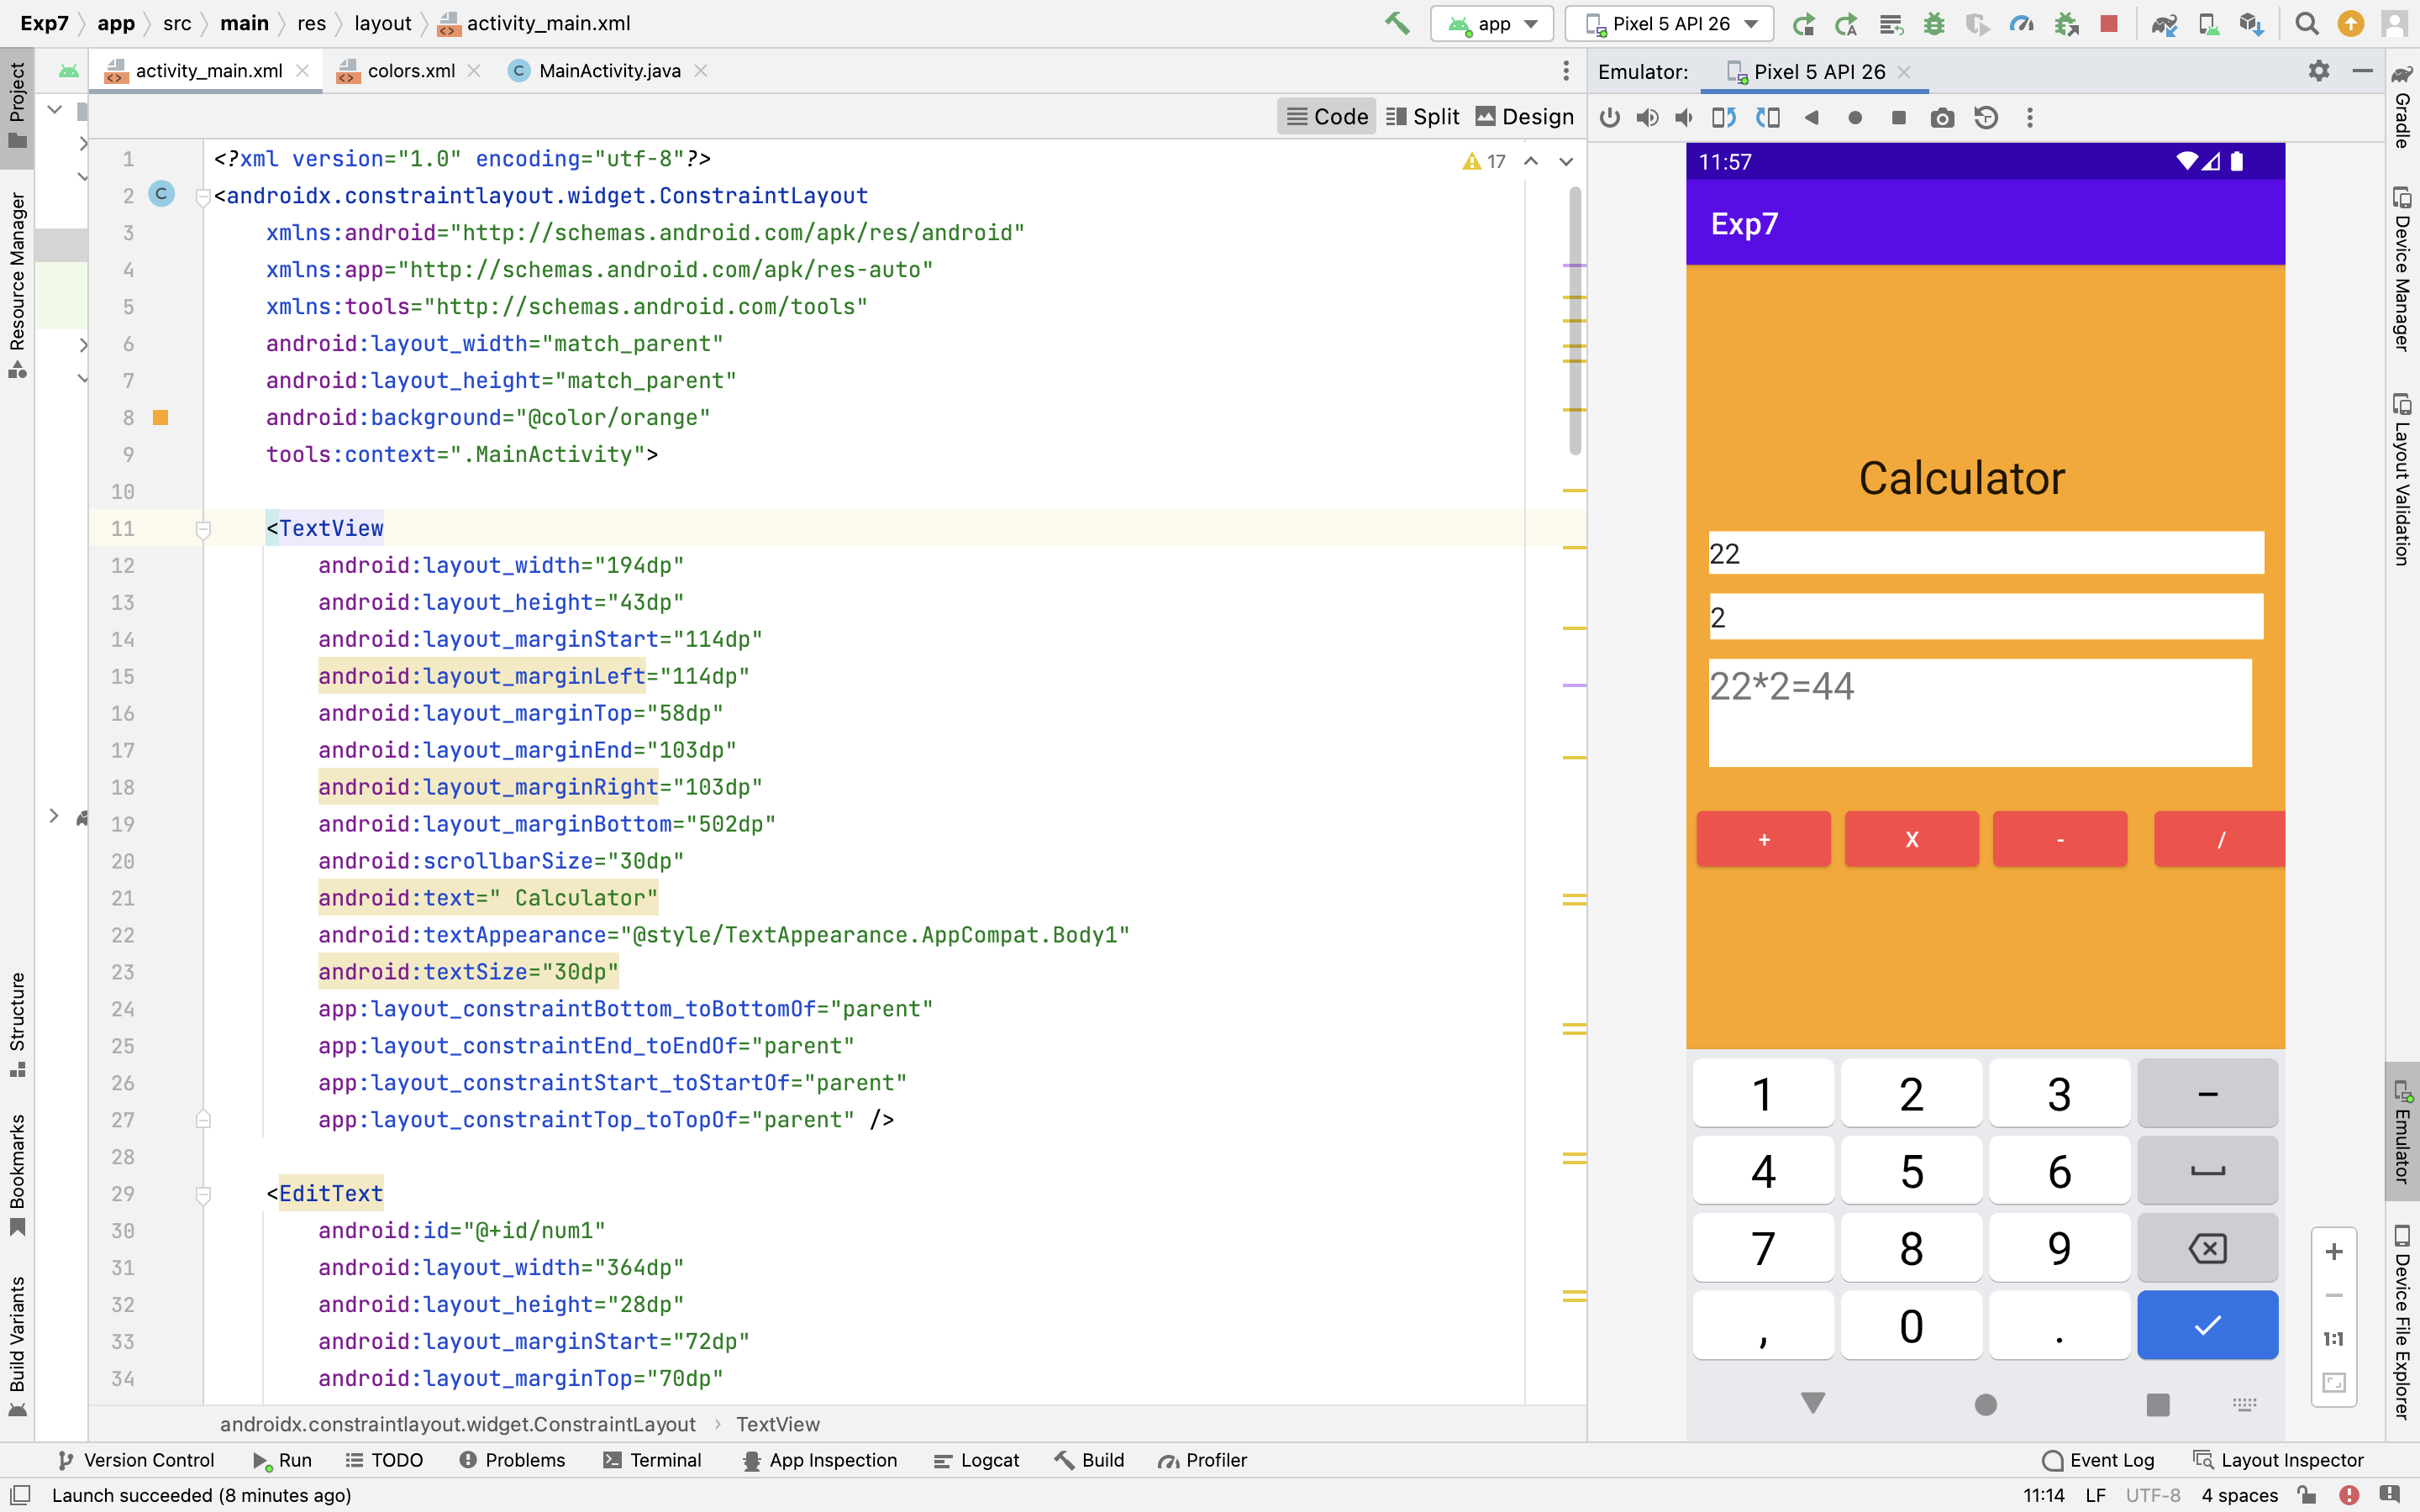 Exp7 app src main res layout activity_main.xml
app
Pixel 5 API 26
activity_main.xml colors.xml MainActivity.java
Emulator: Pixel 5 API 26
Code Split Design
17
Project
Resource Manager
Structure
Bookmarks
Build Variants
1 <?xml version="1.0" encoding="utf-8"?>
2 <androidx.constraintlayout.widget.ConstraintLayout
3 xmlns:android="http://schemas.android.com/apk/res/android"
4 xmlns:app="http://schemas.android.com/apk/res-auto"
5 xmlns:tools="http://schemas.android.com/tools"
6 android:layout_width="match_parent"
7 android:layout_height="match_parent"
8 android:background="@color/orange"
9 tools:context=".MainActivity">
10
11 <TextView
12 android:layout_width="194dp"
13 android:layout_height="43dp"
14 android:layout_marginStart="114dp"
15 android:layout_marginLeft="114dp"
16 android:layout_marginTop="58dp"
17 android:layout_marginEnd="103dp"
18 android:layout_marginRight="103dp"
19 android:layout_marginBottom="502dp"
20 android:scrollbarSize="30dp"
21 android:text=" Calculator"
22 android:textAppearance="@style/TextAppearance.AppCompat.Body1"
23 android:textSize="30dp"
24 app:layout_constraintBottom_toBottomOf="parent"
25 app:layout_constraintEnd_toEndOf="parent"
26 app:layout_constraintStart_toStartOf="parent"
27 app:layout_constraintTop_toTopOf="parent" />
28
29 <EditText
30 android:id="@+id/num1"
31 android:layout_width="364dp"
32 android:layout_height="28dp"
33 android:layout_marginStart="72dp"
34 android:layout_marginTop="70dp"
androidx.constraintlayout.widget.ConstraintLayout › TextView
11:57
Exp7
Calculator
22
2
22*2=44
+ X - /
1 2 3 –
4 5 6
7 8 9
, 0 .
1:1
Gradle
Device Manager
Layout Validation
Emulator
Device File Explorer
Version Control Run TODO Problems Terminal App Inspection Logcat Build Profiler Event Log Layout Inspector
Launch succeeded (8 minutes ago) 11:14 LF UTF-8 4 spaces